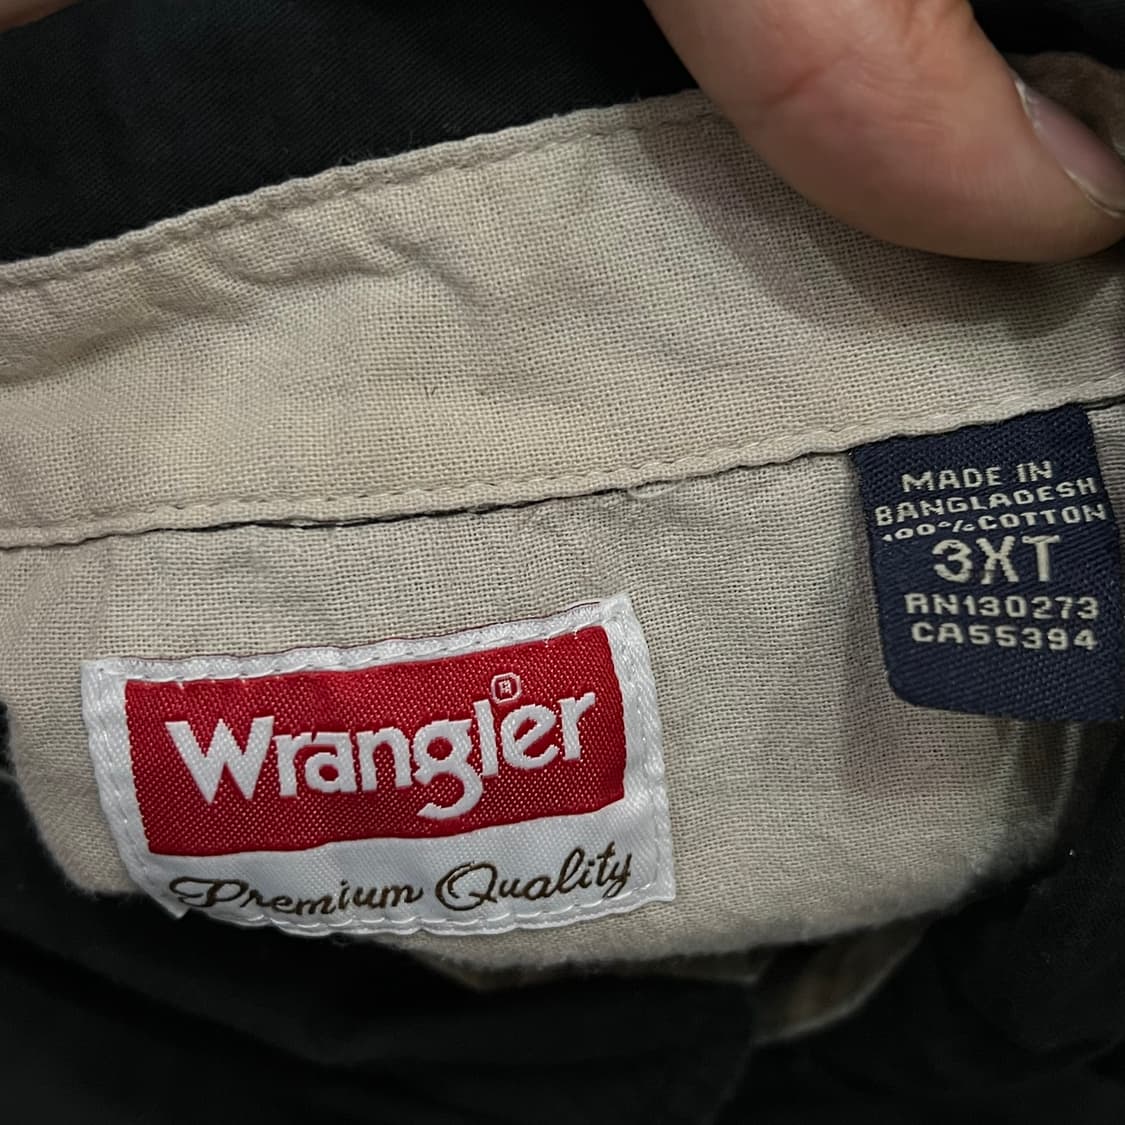 MADE IN
BANGLADESH
100% COTTON
3XT
RN130273
CA55394
Wrangler®
Premium Quality